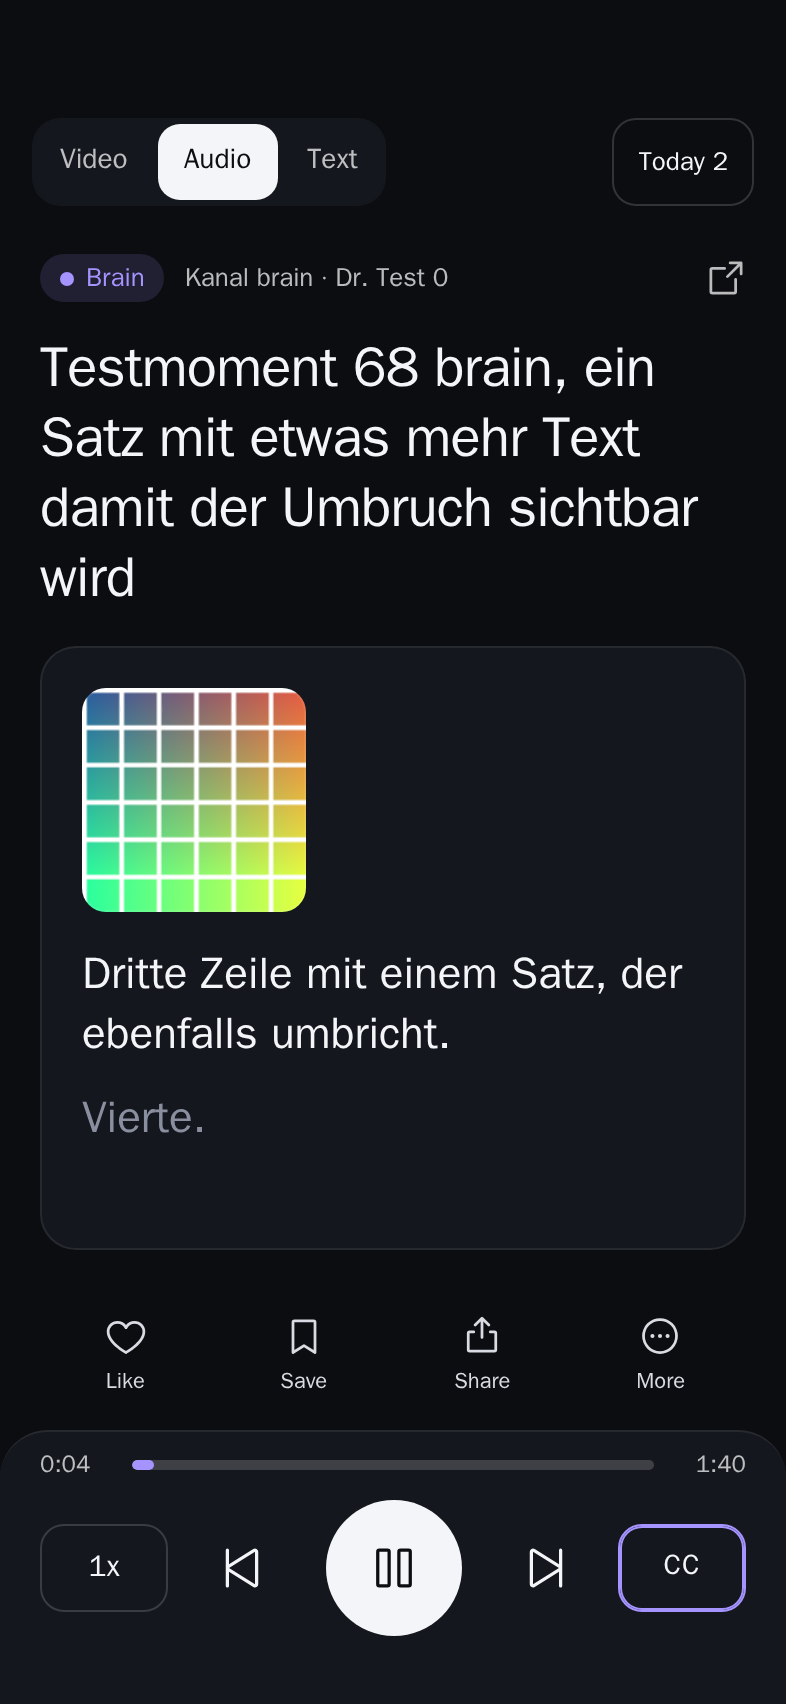 Video Audio Text Today 2
Brain Kanal brain · Dr. Test 0
Testmoment 68 brain, ein
Satz mit etwas mehr Text
damit der Umbruch sichtbar
wird
Dritte Zeile mit einem Satz, der
ebenfalls umbricht.
Vierte.
Like Save Share More
0:04 1:40
1x CC